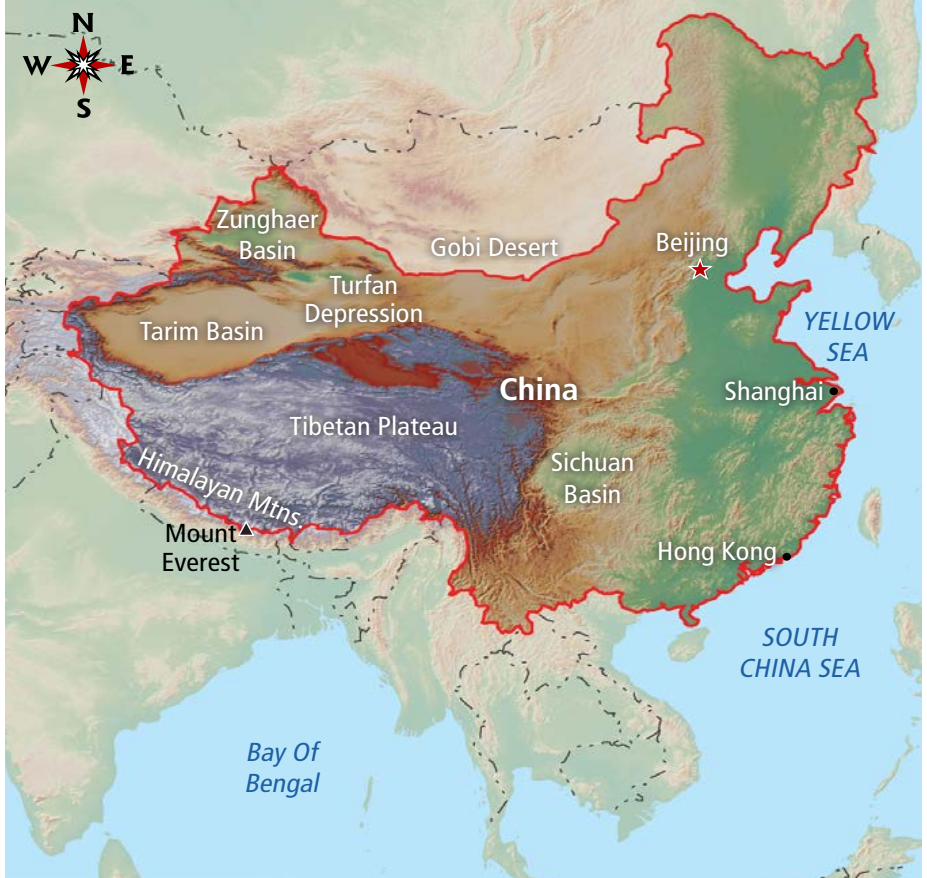 N
W E
S
Zunghaer
Basin
Gobi Desert
Beijing
Turfan
Depression
Tarim Basin
YELLOW
SEA
China
Shanghai
Tibetan Plateau
Sichuan
Basin
Himalayan Mtns.
Mount
Everest
Hong Kong
SOUTH
CHINA SEA
Bay Of
Bengal